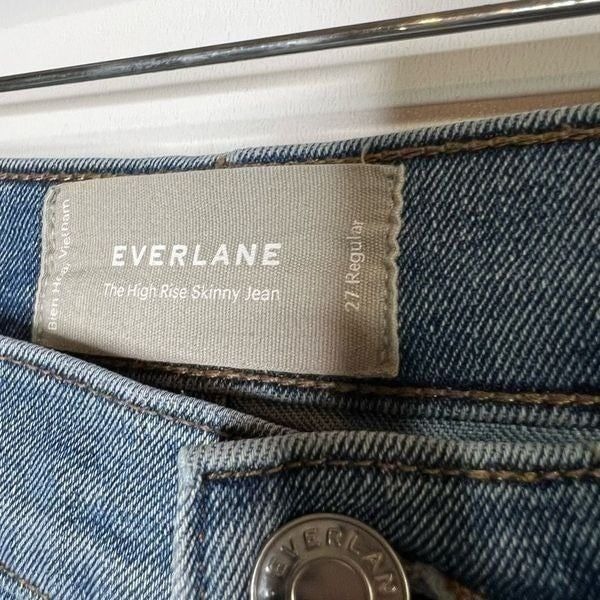 Bien Hoa, Vietnam
EVERLANE
The High Rise Skinny Jean
27 Regular
EVERLAN